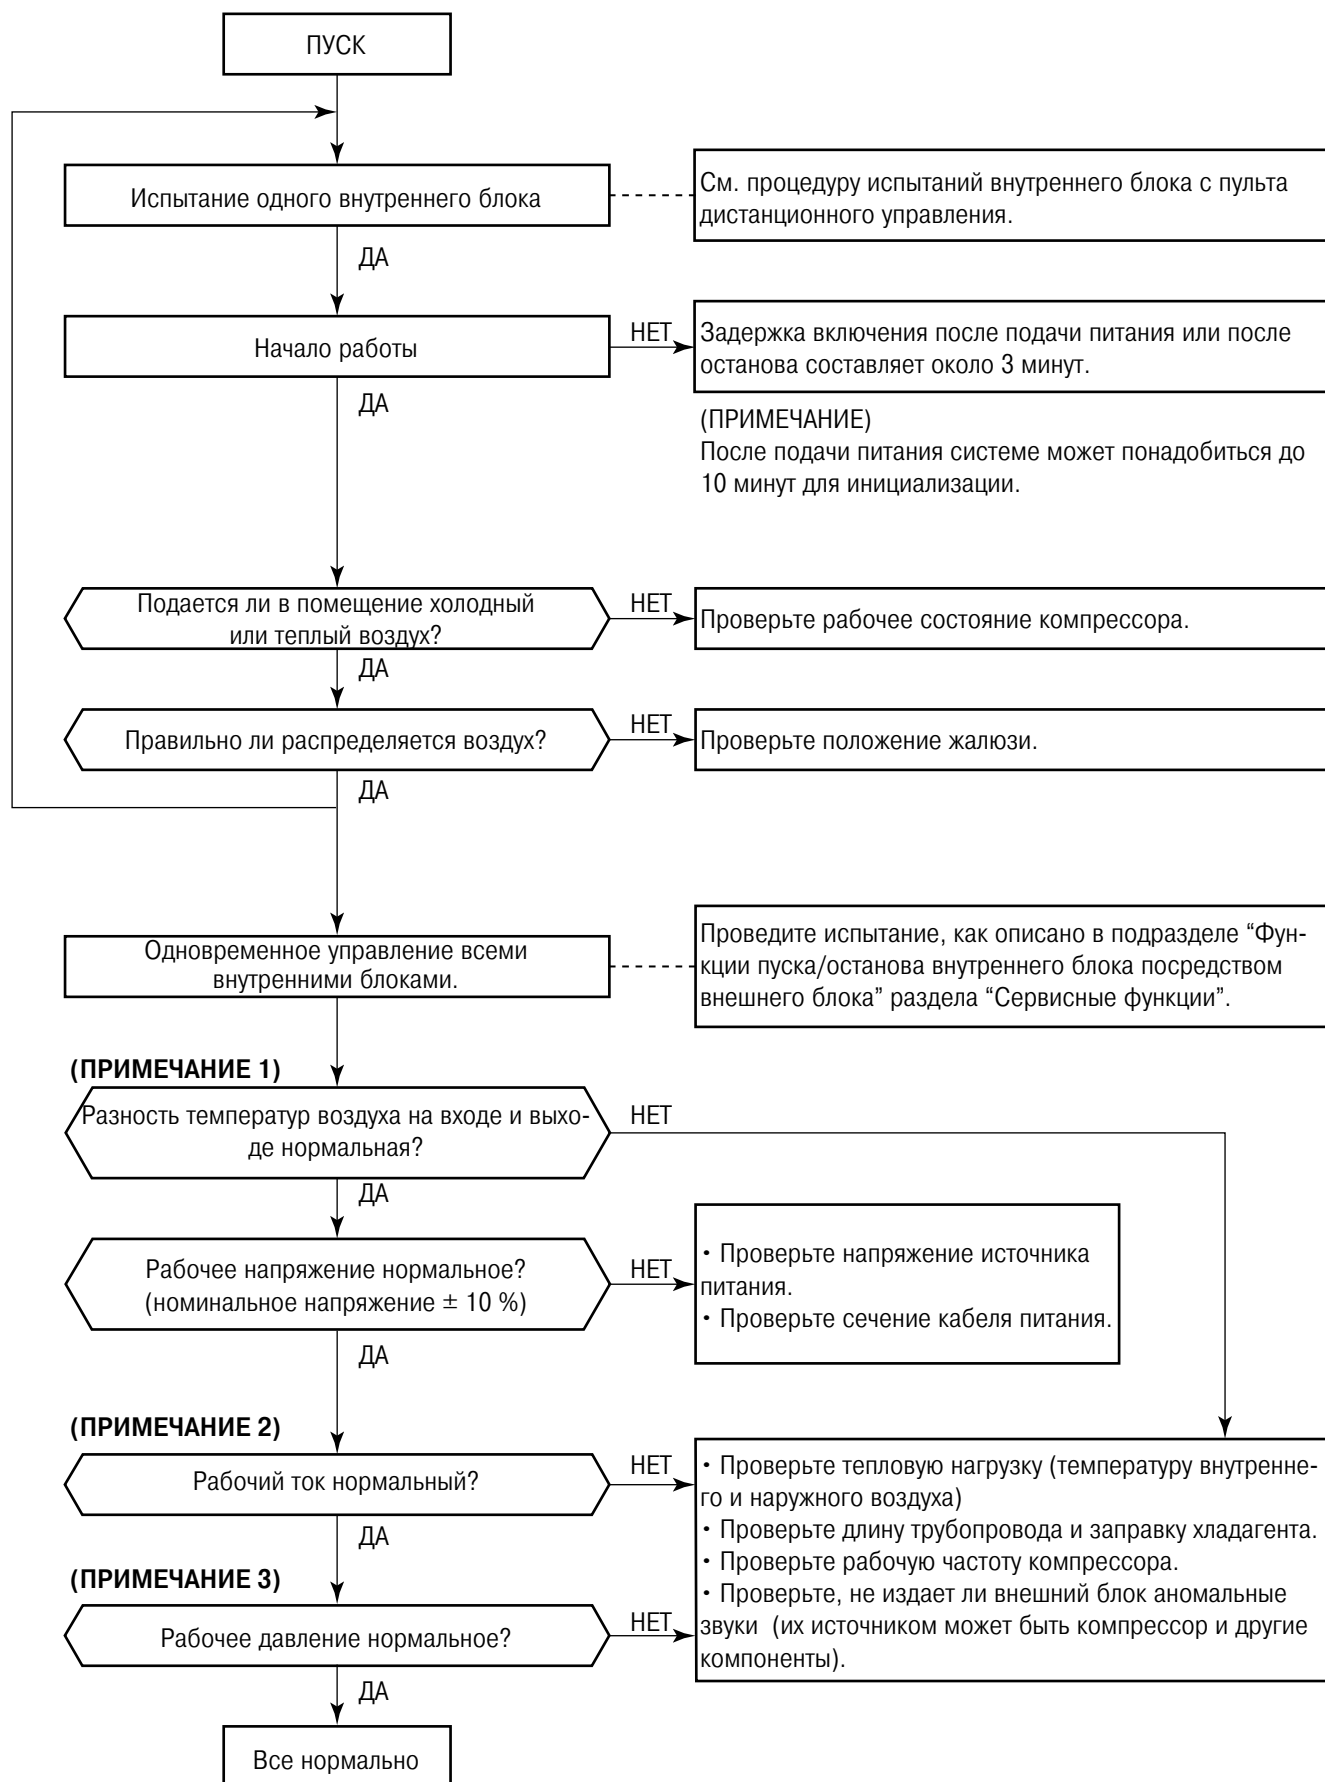 ПУСК
Испытание одного внутреннего блока
См. процедуру испытаний внутреннего блока с пульта
дистанционного управления.
ДА
Начало работы
НЕТ
Задержка включения после подачи питания или после
останова составляет около 3 минут.
ДА
(ПРИМЕЧАНИЕ)
После подачи питания системе может понадобиться до
10 минут для инициализации.
Подается ли в помещение холодный
или теплый воздух?
НЕТ
Проверьте рабочее состояние компрессора.
ДА
Правильно ли распределяется воздух?
НЕТ
Проверьте положение жалюзи.
ДА
Одновременное управление всеми
внутренними блоками.
Проведите испытание, как описано в подразделе “Фун-
кции пуска/останова внутреннего блока посредством
внешнего блока” раздела “Сервисные функции”.
(ПРИМЕЧАНИЕ 1)
Разность температур воздуха на входе и выхо-
де нормальная?
НЕТ
ДА
Рабочее напряжение нормальное?
(номинальное напряжение ± 10 %)
НЕТ
• Проверьте напряжение источника
питания.
• Проверьте сечение кабеля питания.
ДА
(ПРИМЕЧАНИЕ 2)
Рабочий ток нормальный?
НЕТ
• Проверьте тепловую нагрузку (температуру внутренне-
го и наружного воздуха)
• Проверьте длину трубопровода и заправку хладагента.
• Проверьте рабочую частоту компрессора.
• Проверьте, не издает ли внешний блок аномальные
звуки (их источником может быть компрессор и другие
компоненты).
ДА
(ПРИМЕЧАНИЕ 3)
Рабочее давление нормальное?
НЕТ
ДА
Все нормально